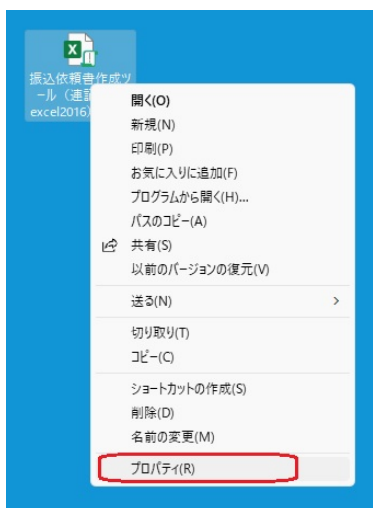 振込依頼書作成ツ
ール（連記
excel2016)
開く(O)
新規(N)
印刷(P)
お気に入りに追加(F)
プログラムから開く(H)...
パスのコピー(A)
共有(S)
以前のバージョンの復元(V)
送る(N)
切り取り(T)
コピー(C)
ショートカットの作成(S)
削除(D)
名前の変更(M)
プロパティ(R)